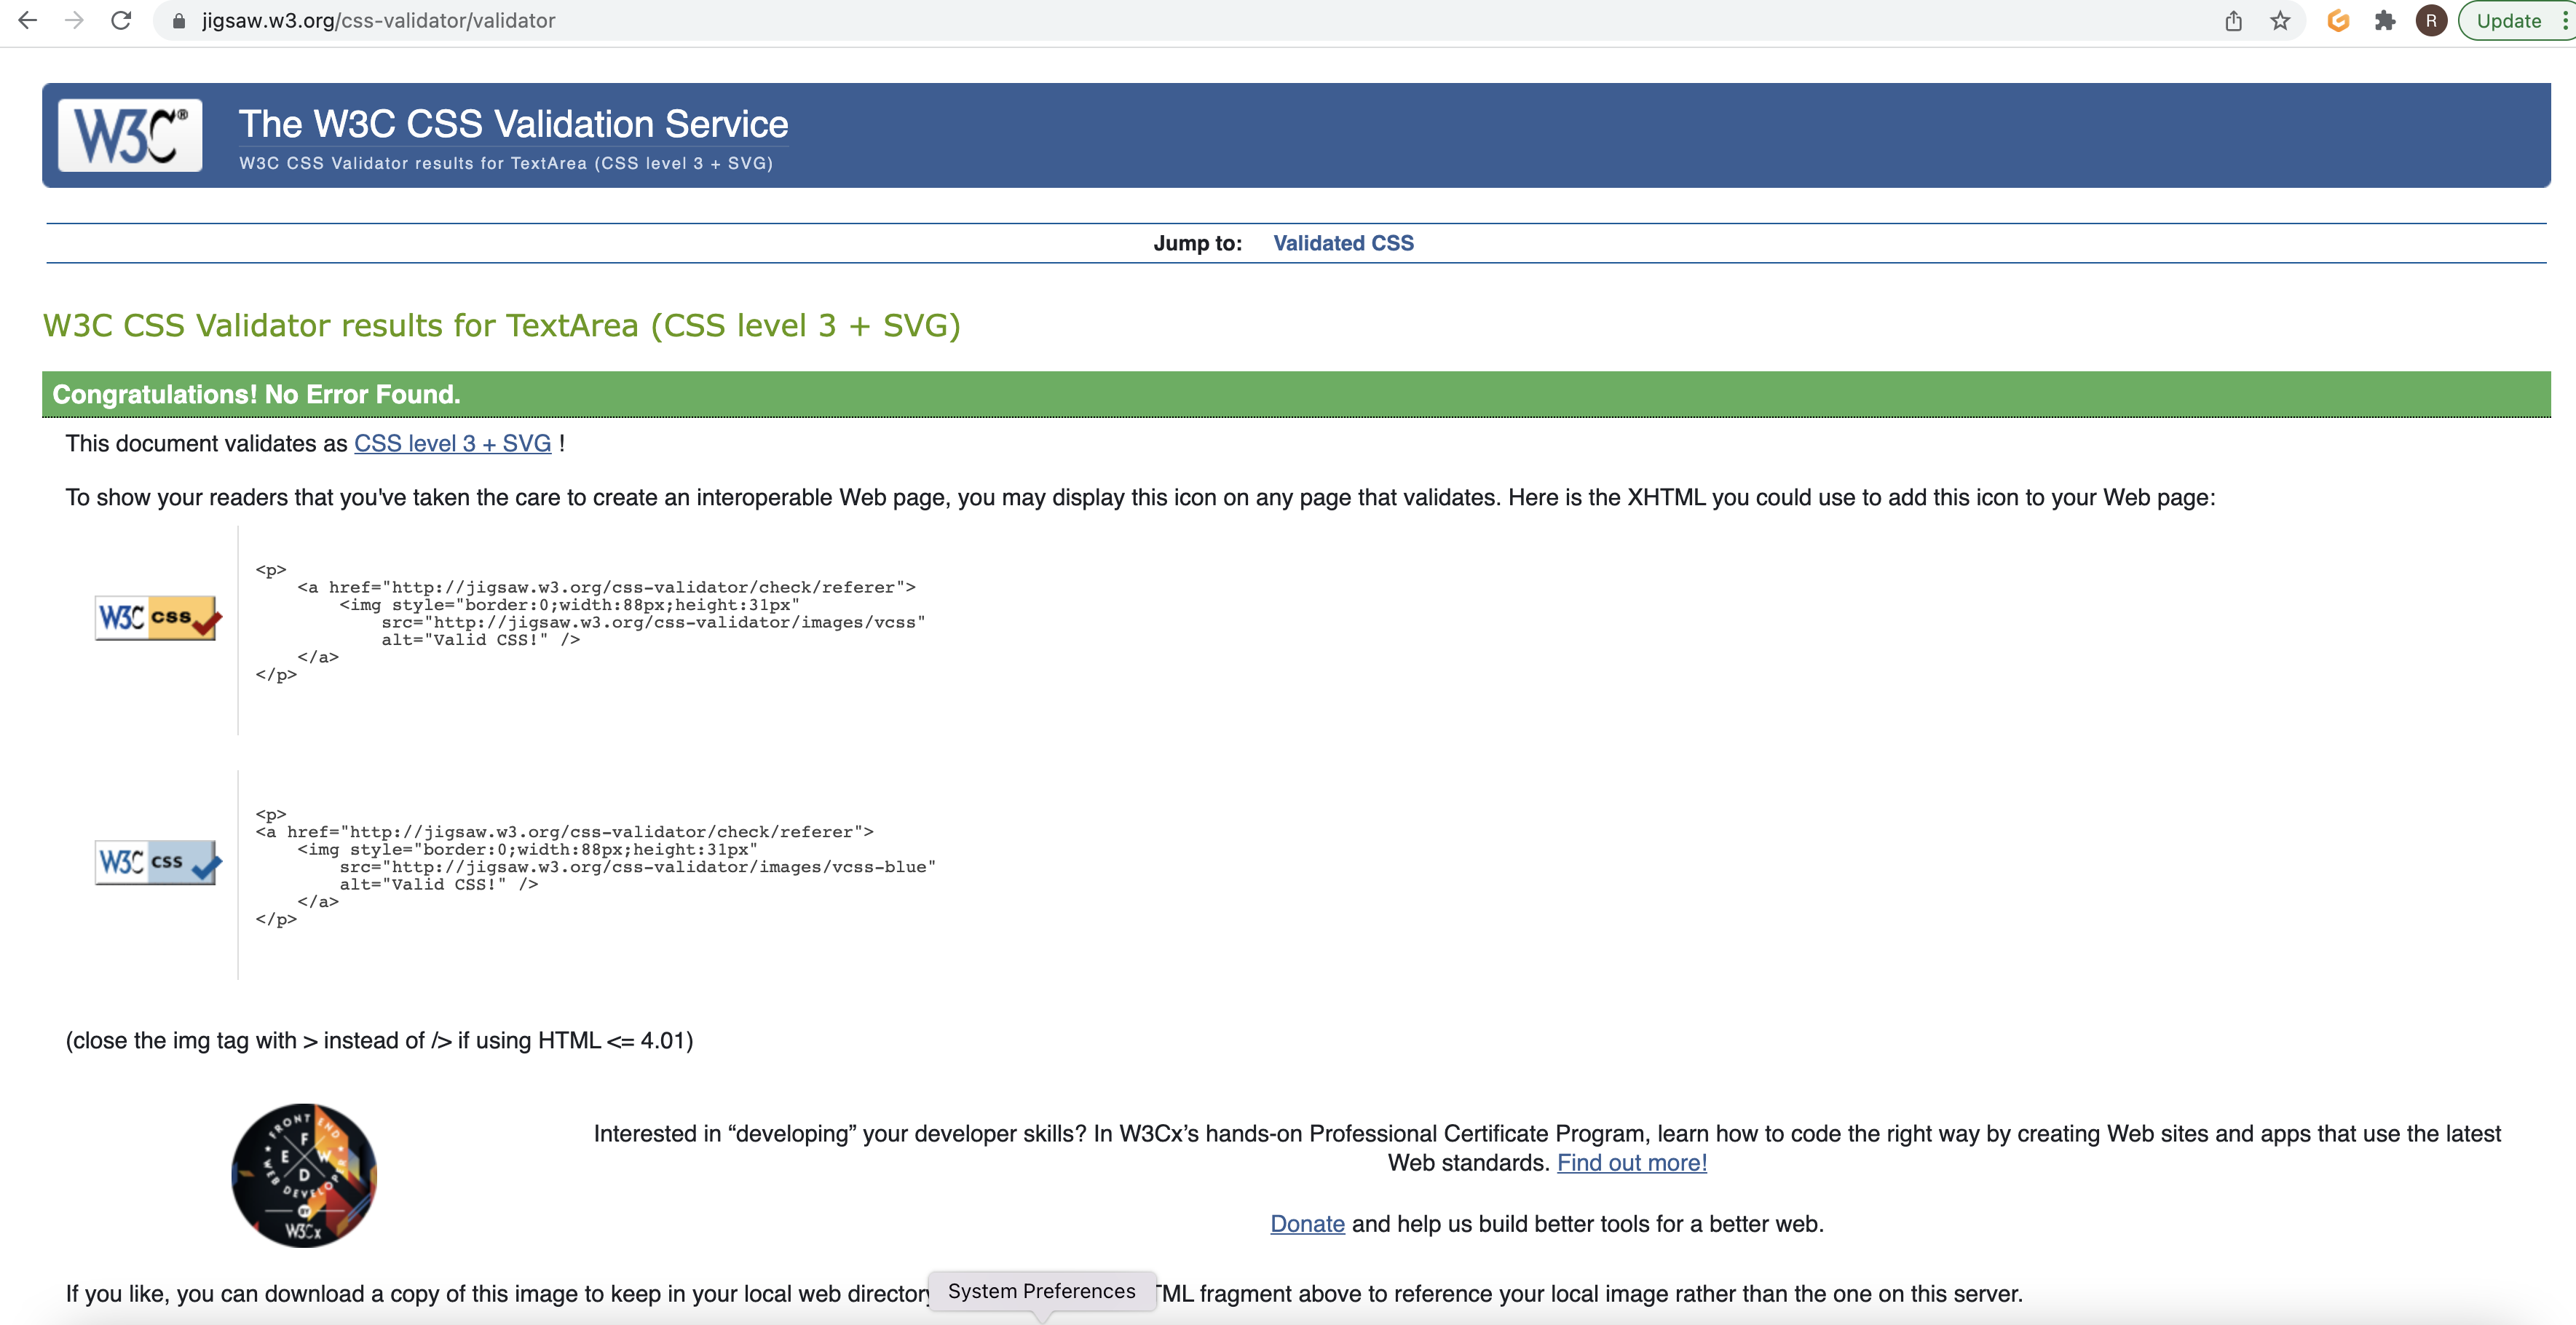 jigsaw.w3.org/css-validator/validator
R
Update
W3C®
The W3C CSS Validation Service
W3C CSS Validator results for TextArea (CSS level 3 + SVG)
Jump to: Validated CSS
W3C CSS Validator results for TextArea (CSS level 3 + SVG)
Congratulations! No Error Found.
This document validates as CSS level 3 + SVG !
To show your readers that you've taken the care to create an interoperable Web page, you may display this icon on any page that validates. Here is the XHTML you could use to add this icon to your Web page:
W3C css
<p>
<a href="http://jigsaw.w3.org/css-validator/check/referer">
<img style="border:0;width:88px;height:31px"
src="http://jigsaw.w3.org/css-validator/images/vcss"
alt="Valid CSS!" />
</a>
</p>
W3C css
<p>
<a href="http://jigsaw.w3.org/css-validator/check/referer">
<img style="border:0;width:88px;height:31px"
src="http://jigsaw.w3.org/css-validator/images/vcss-blue"
alt="Valid CSS!" />
</a>
</p>
(close the img tag with > instead of /> if using HTML <= 4.01)
FRONT END
F E W D
WEB DEVELOPER
BY
W3Cx
Interested in “developing” your developer skills? In W3Cx’s hands-on Professional Certificate Program, learn how to code the right way by creating Web sites and apps that use the latest
Web standards. Find out more!
Donate and help us build better tools for a better web.
If you like, you can download a copy of this image to keep in your local web directory System Preferences TML fragment above to reference your local image rather than the one on this server.